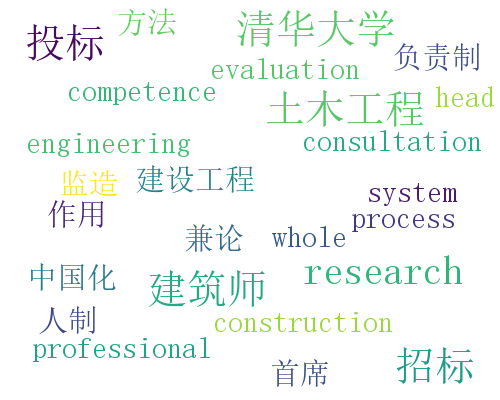 方法 清华大学
投标 负责制
evaluation
competence 土木工程 head
engineering consultation
监造 建设工程 system
作用 process
兼论 whole
中国化 建筑师 research
人制 construction
professional 首席 招标